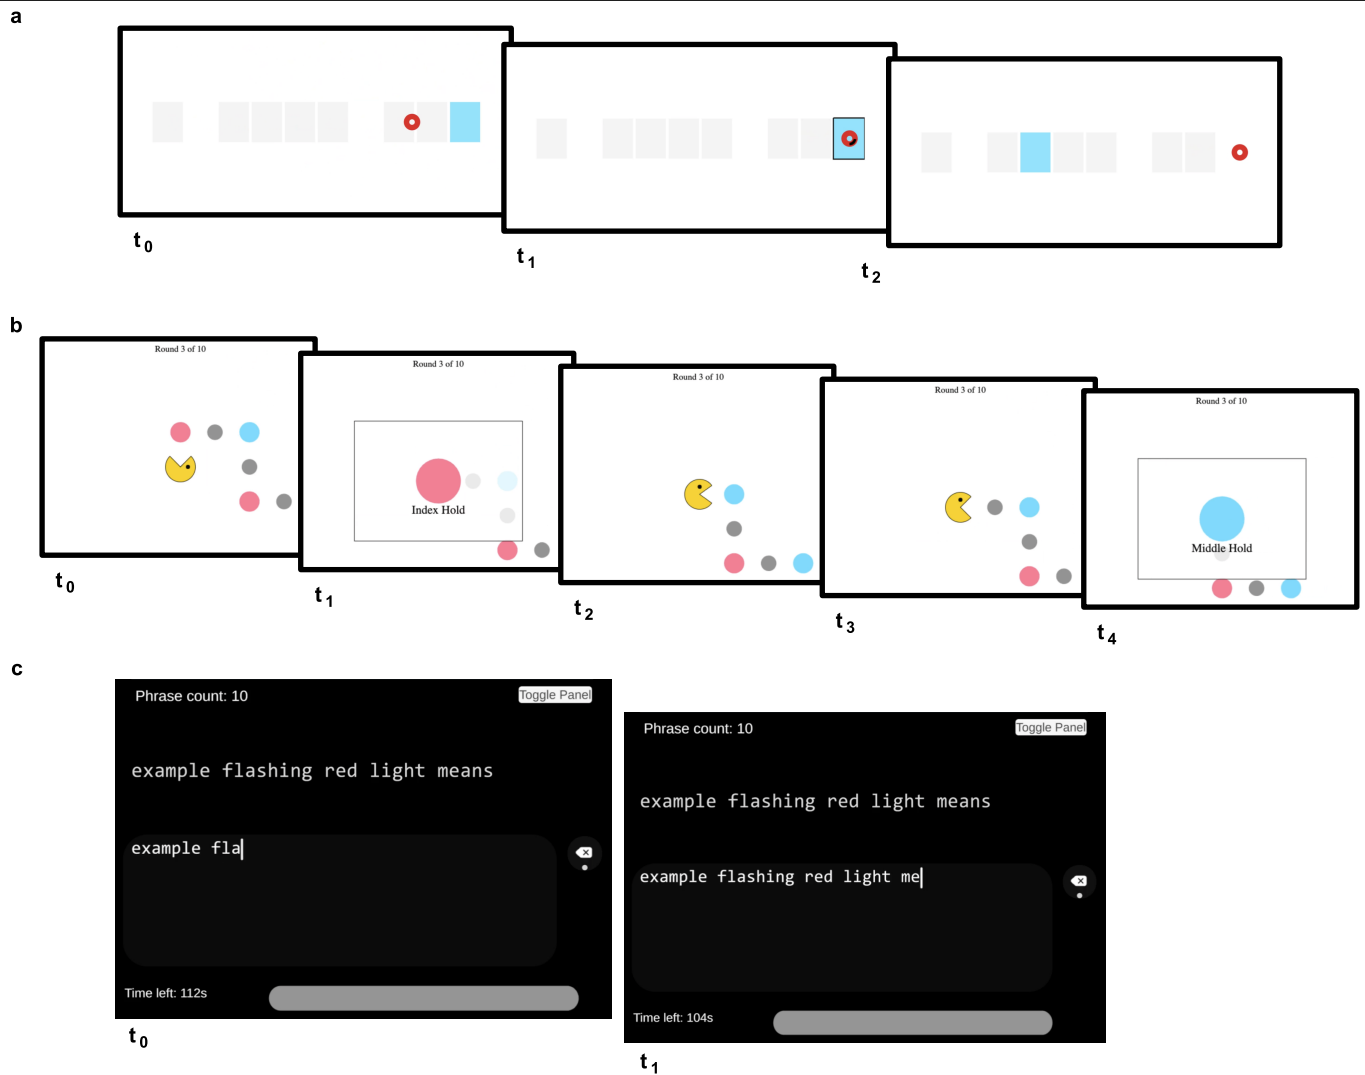 a
t0
t1
t2
b
Round 3 of 10
t0
Round 3 of 10
Index Hold
t1
Round 3 of 10
t2
Round 3 of 10
t3
Round 3 of 10
Middle Hold
t4
c
Phrase count: 10
Toggle Panel
example flashing red light means
example fla
Time left: 112s
t0
Phrase count: 10
Toggle Panel
example flashing red light means
example flashing red light me
Time left: 104s
t1